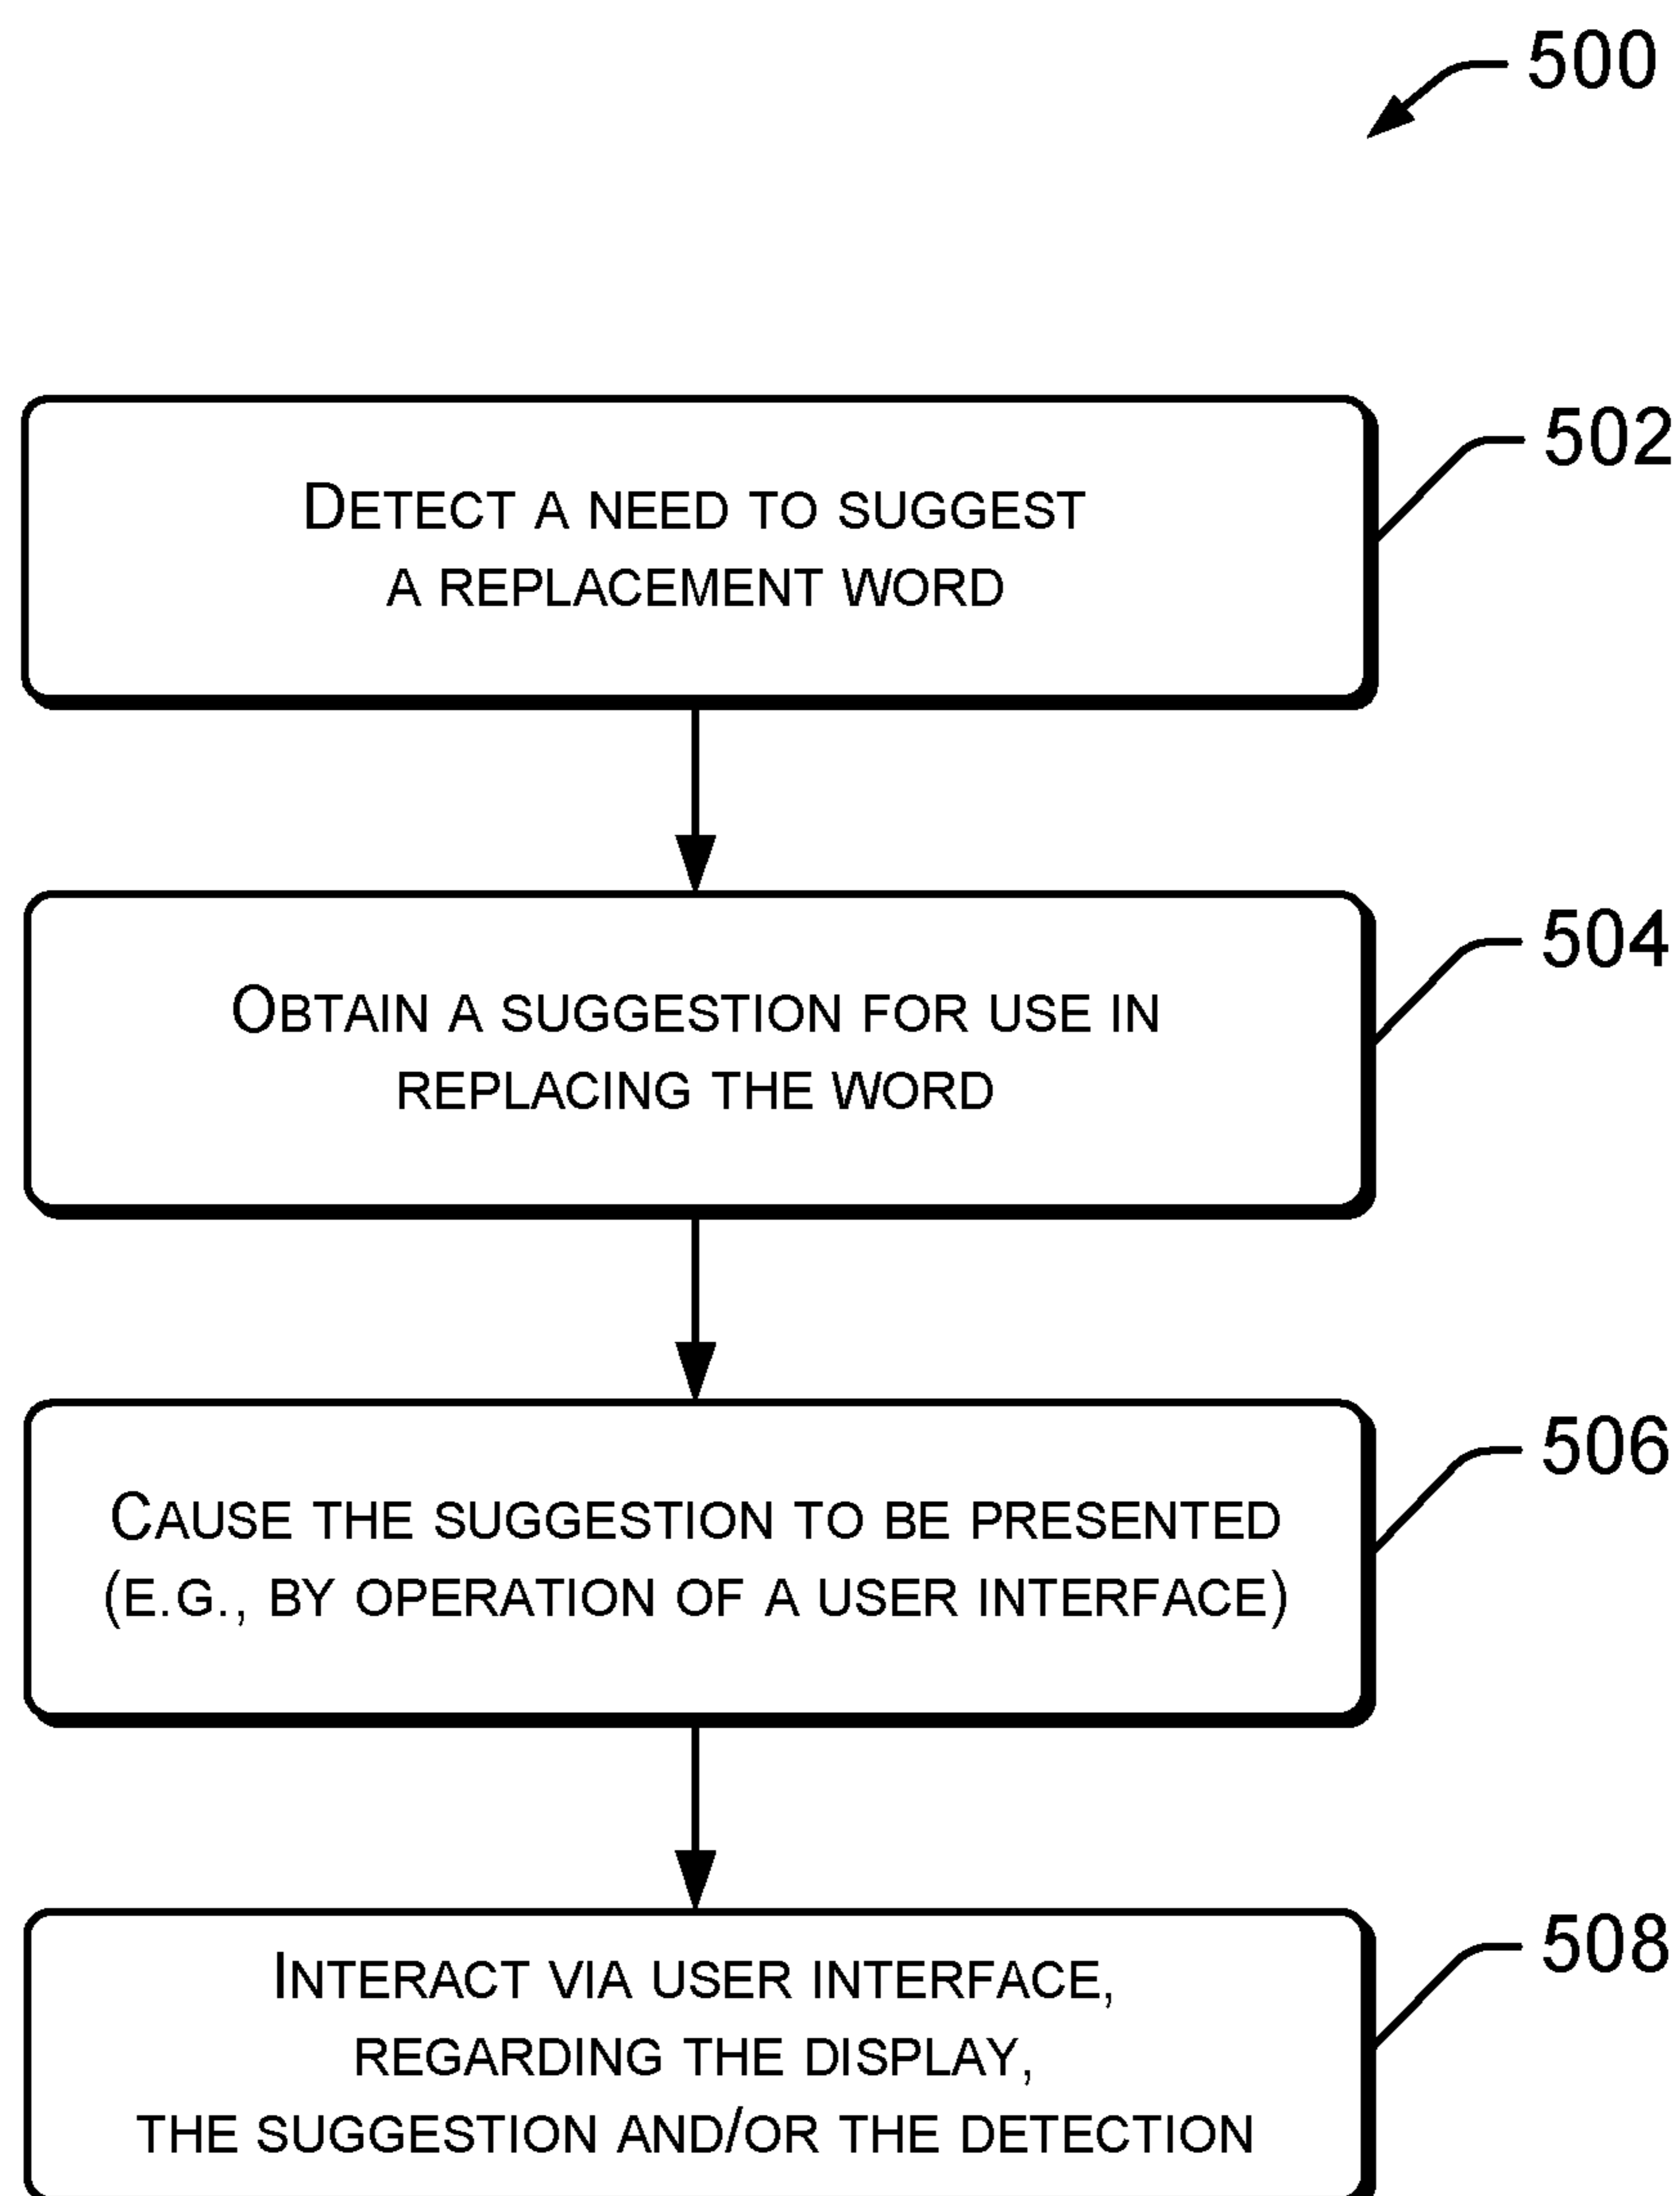 500
502
DETECT A NEED TO SUGGEST
A REPLACEMENT WORD
504
OBTAIN A SUGGESTION FOR USE IN
REPLACING THE WORD
506
CAUSE THE SUGGESTION TO BE PRESENTED
(E.G., BY OPERATION OF A USER INTERFACE)
508
INTERACT VIA USER INTERFACE,
REGARDING THE DISPLAY,
THE SUGGESTION AND/OR THE DETECTION